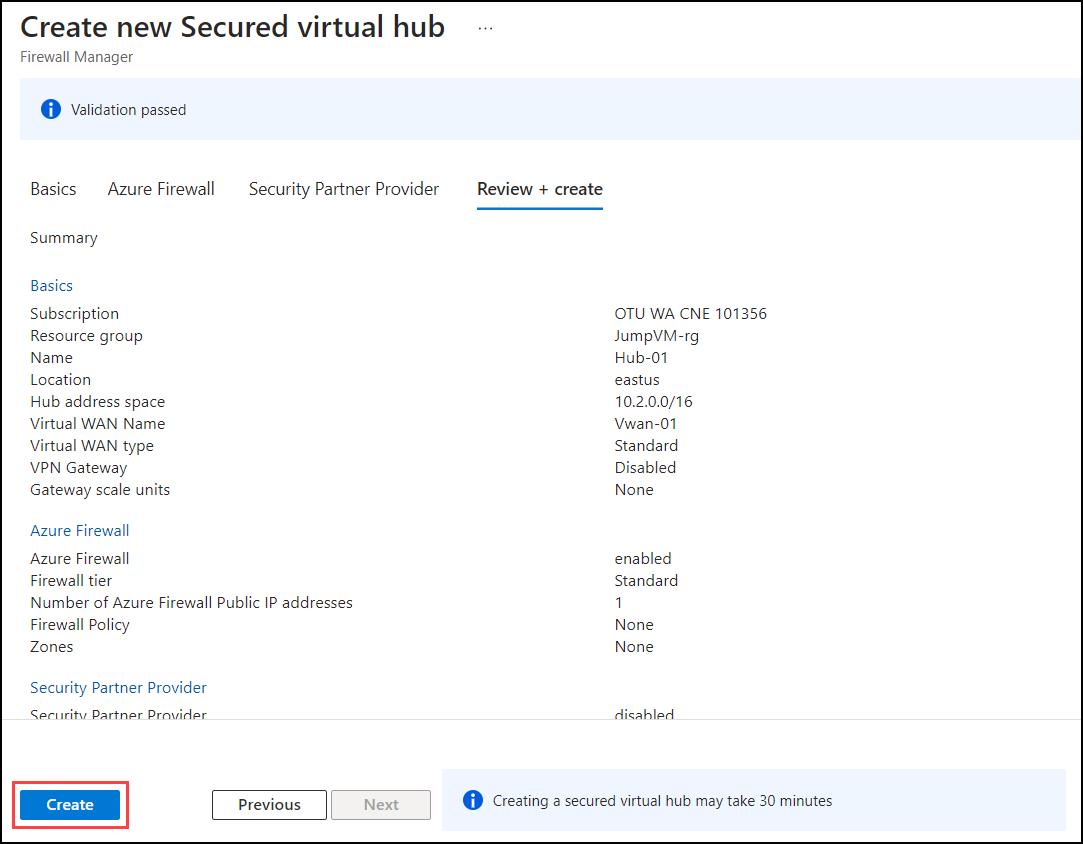 Create new Secured virtual hub ...
Firewall Manager
Validation passed
Basics Azure Firewall Security Partner Provider Review + create
Summary
Basics
Subscription OTU WA CNE 101356
Resource group JumpVM-rg
Name Hub-01
Location eastus
Hub address space 10.2.0.0/16
Virtual WAN Name Vwan-01
Virtual WAN type Standard
VPN Gateway Disabled
Gateway scale units None
Azure Firewall
Azure Firewall enabled
Firewall tier Standard
Number of Azure Firewall Public IP addresses 1
Firewall Policy None
Zones None
Security Partner Provider
Security Partner Provider disabled
Create Previous Next Creating a secured virtual hub may take 30 minutes